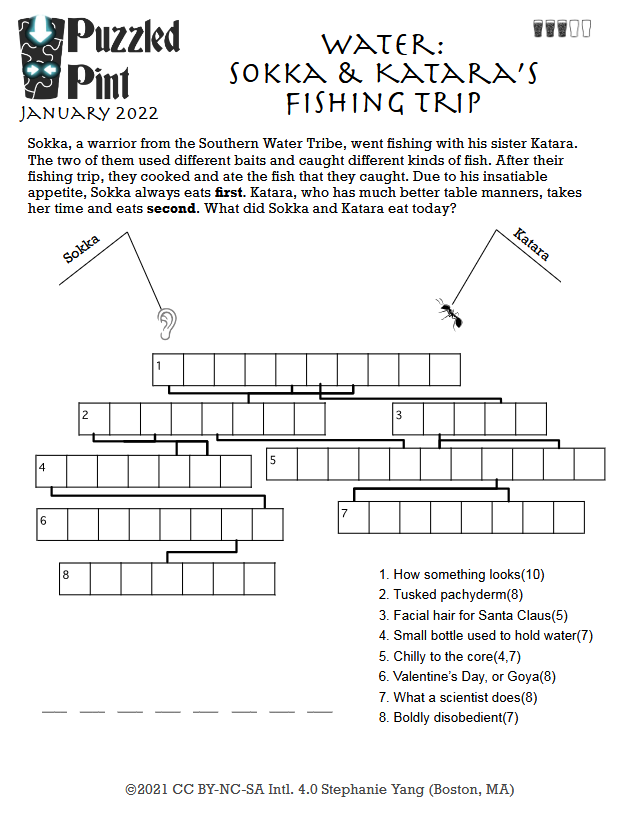 Puzzled
Pint
January 2022
Water:
Sokka & Katara's
Fishing Trip
Sokka, a warrior from the Southern Water Tribe, went fishing with his sister Katara.
The two of them used different baits and caught different kinds of fish. After their
fishing trip, they cooked and ate the fish that they caught. Due to his insatiable
appetite, Sokka always eats first. Katara, who has much better table manners, takes
her time and eats second. What did Sokka and Katara eat today?
Sokka
Katara
1
2
3
4
5
6
7
8
1. How something looks(10)
2. Tusked pachyderm(8)
3. Facial hair for Santa Claus(5)
4. Small bottle used to hold water(7)
5. Chilly to the core(4,7)
6. Valentine's Day, or Goya(8)
7. What a scientist does(8)
8. Boldly disobedient(7)
©2021 CC BY-NC-SA Intl. 4.0 Stephanie Yang (Boston, MA)